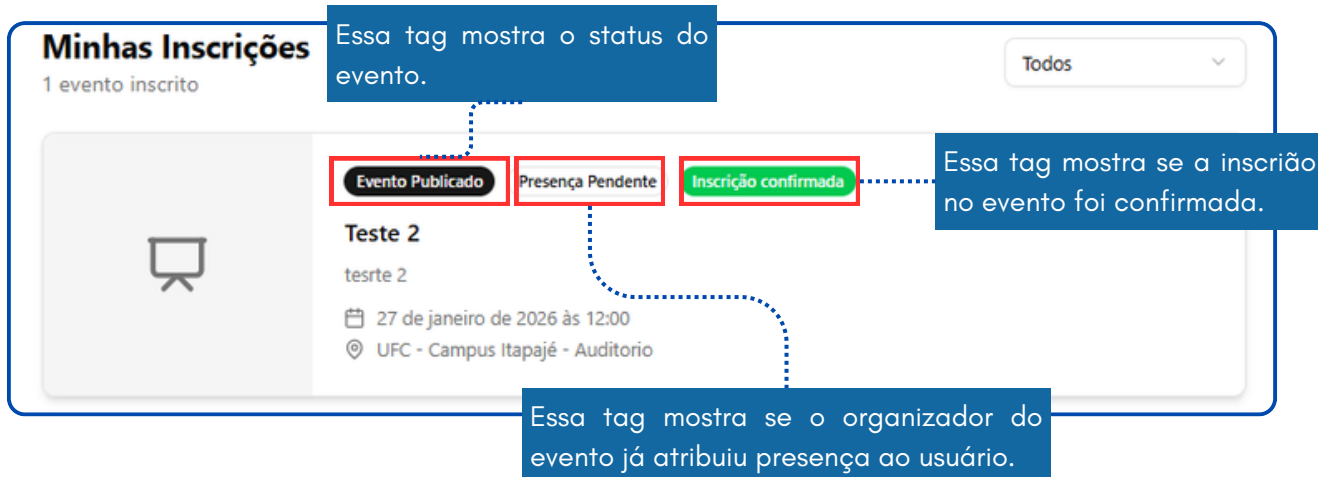 Minhas Inscrições
1 evento inscrito
Essa tag mostra o status do
evento.
Todos
Evento Publicado
Presença Pendente
Inscrição confirmada
Essa tag mostra se a inscrião
no evento foi confirmada.
Teste 2
tesrte 2
27 de janeiro de 2026 às 12:00
UFC - Campus Itapajé - Auditorio
Essa tag mostra se o organizador do
evento já atribuiu presença ao usuário.